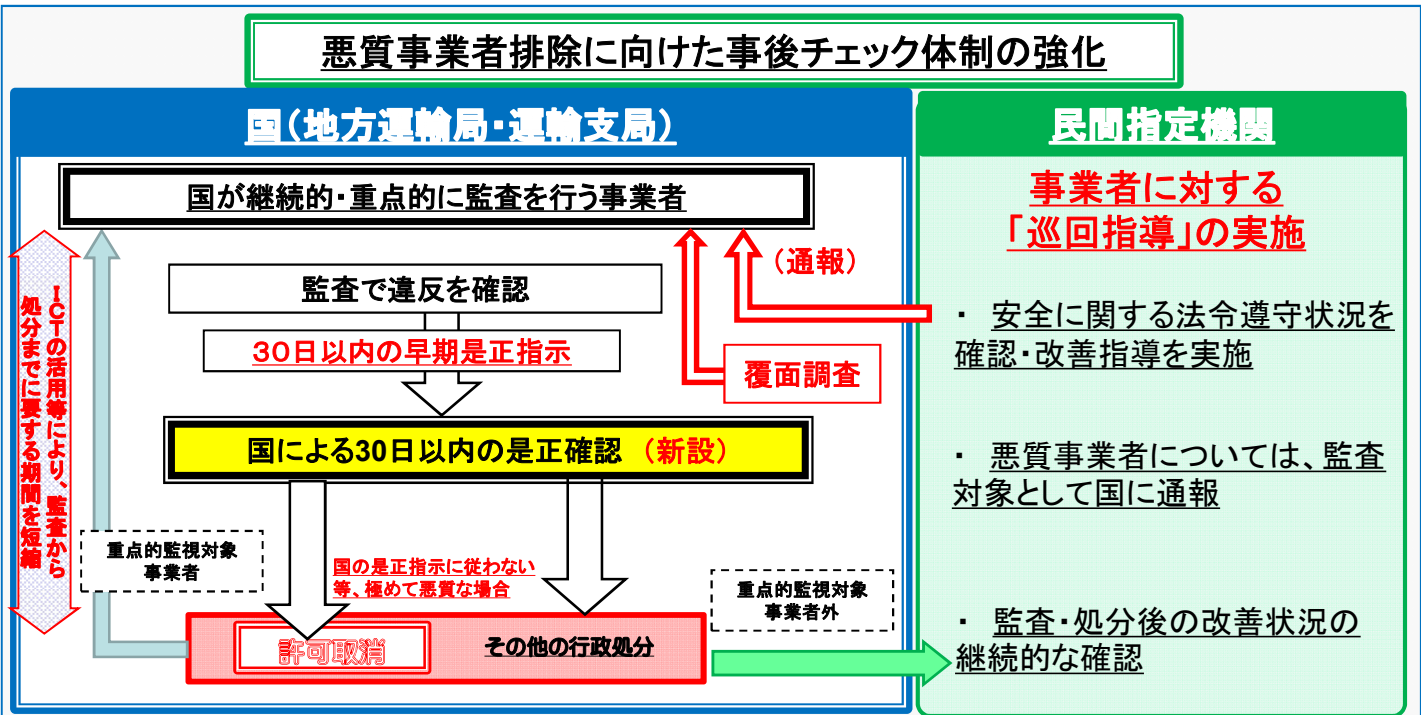 悪質事業者排除に向けた事後チェック体制の強化
国(地方運輸局・運輸支局)
国が継続的・重点的に監査を行う事業者
ICTの活用等により、監査から
処分までに要する期間を短縮
監査で違反を確認
30日以内の早期是正指示
(通報)
覆面調査
国による30日以内の是正確認 (新設)
重点的監視対象
事業者
国の是正指示に従わない
等、極めて悪質な場合
重点的監視対象
事業者外
許可取消
その他の行政処分
民間指定機関
事業者に対する
「巡回指導」の実施
・ 安全に関する法令遵守状況を
確認・改善指導を実施
・ 悪質事業者については、監査
対象として国に通報
・ 監査・処分後の改善状況の
継続的な確認